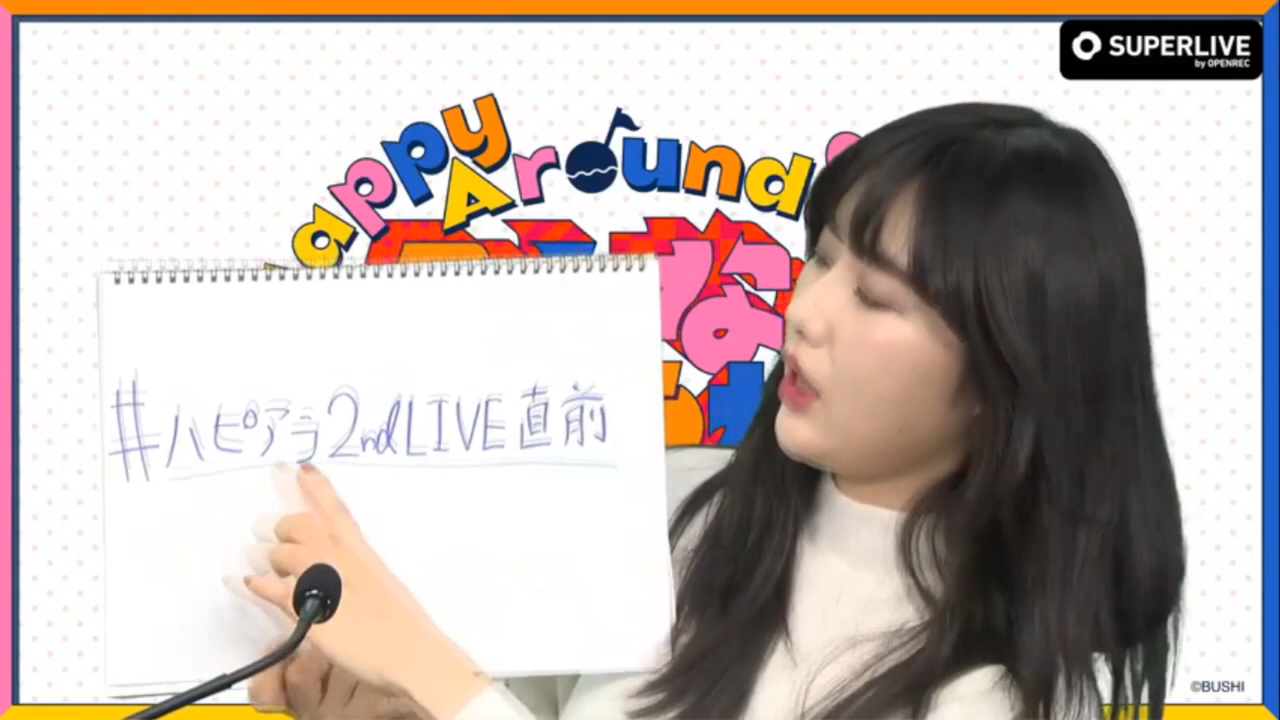 SUPERLIVE
by OPENREC
appy Around
な
#ハピアラ2ndLIVE直前
©BUSHI